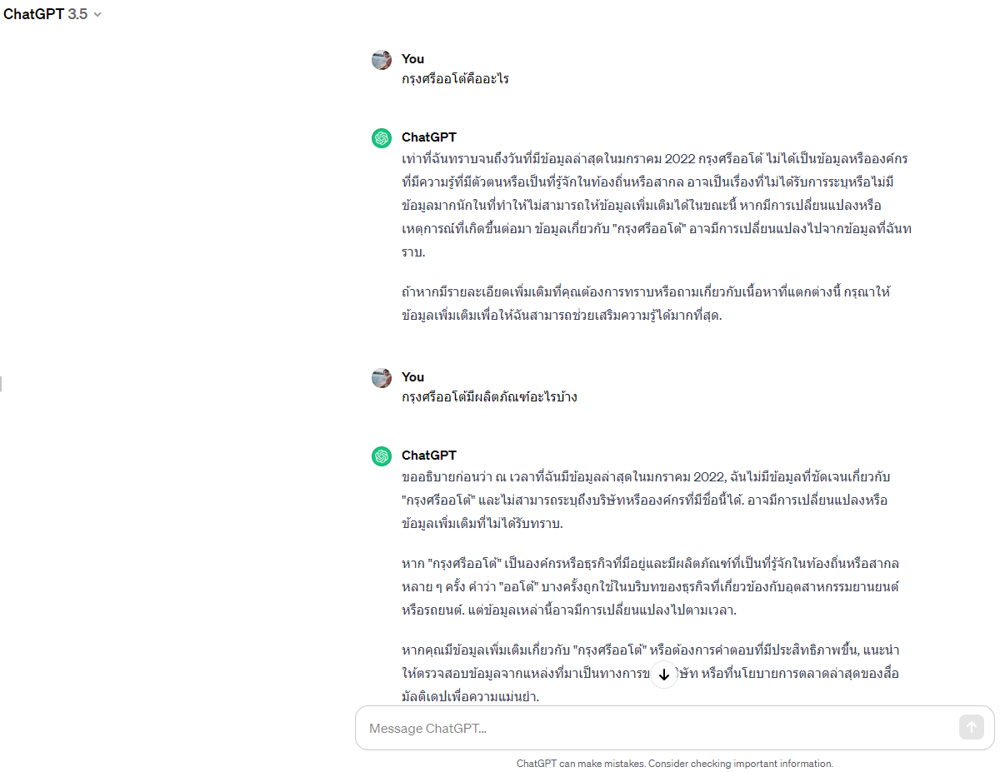 ChatGPT 3.5
You
กรุงศรีออโต้คืออะไร
ChatGPT
เท่าที่ฉันทราบจนถึงวันที่มีข้อมูลล่าสุดในมกราคม 2022 กรุงศรีออโต้ ไม่ได้เป็นข้อมูลหรือองค์กร
ที่มีความรู้ที่มีตัวตนหรือเป็นที่รู้จักในท้องถิ่นหรือสากล อาจเป็นเรื่องที่ไม่ได้รับการระบุหรือไม่มี
ข้อมูลมากนักในที่ทำให้ไม่สามารถให้ข้อมูลเพิ่มเติมได้ในขณะนี้ หากมีการเปลี่ยนแปลงหรือ
เหตุการณ์ที่เกิดขึ้นต่อมา ข้อมูลเกี่ยวกับ "กรุงศรีออโต้" อาจมีการเปลี่ยนแปลงไปจากข้อมูลที่ฉันท
ราบ.
ถ้าหากมีรายละเอียดเพิ่มเติมที่คุณต้องการทราบหรือถามเกี่ยวกับเนื้อหาที่แตกต่างนี้ กรุณาให้
ข้อมูลเพิ่มเติมเพื่อให้ฉันสามารถช่วยเสริมความรู้ได้มากที่สุด.
You
กรุงศรีออโต้มีผลิตภัณฑ์อะไรบ้าง
ChatGPT
ขออธิบายก่อนว่า ณ เวลาที่ฉันมีข้อมูลล่าสุดในมกราคม 2022, ฉันไม่มีข้อมูลที่ชัดเจนเกี่ยวกับ
"กรุงศรีออโต้" และไม่สามารถระบุถึงบริษัทหรือองค์กรที่มีชื่อนี้ได้. อาจมีการเปลี่ยนแปลงหรือ
ข้อมูลเพิ่มเติมที่ไม่ได้รับทราบ.
หาก "กรุงศรีออโต้" เป็นองค์กรหรือธุรกิจที่มีอยู่และมีผลิตภัณฑ์ที่เป็นที่รู้จักในท้องถิ่นหรือสากล
หลาย ๆ ครั้ง คำว่า "ออโต้" บางครั้งถูกใช้ในบริบทของธุรกิจที่เกี่ยวข้องกับอุตสาหกรรมยานยนต์
หรือรถยนต์. แต่ข้อมูลเหล่านี้อาจมีการเปลี่ยนแปลงไปตามเวลา.
หากคุณมีข้อมูลเพิ่มเติมเกี่ยวกับ "กรุงศรีออโต้" หรือต้องการคำตอบที่มีประสิทธิภาพขึ้น, แนะนำ
ให้ตรวจสอบข้อมูลจากแหล่งที่มาเป็นทางการ หรือที่นโยบายการตลาดล่าสุดของสื่อ
มัลติเดปเพื่อความแม่นยำ.
Message ChatGPT...
ChatGPT can make mistakes. Consider checking important information.